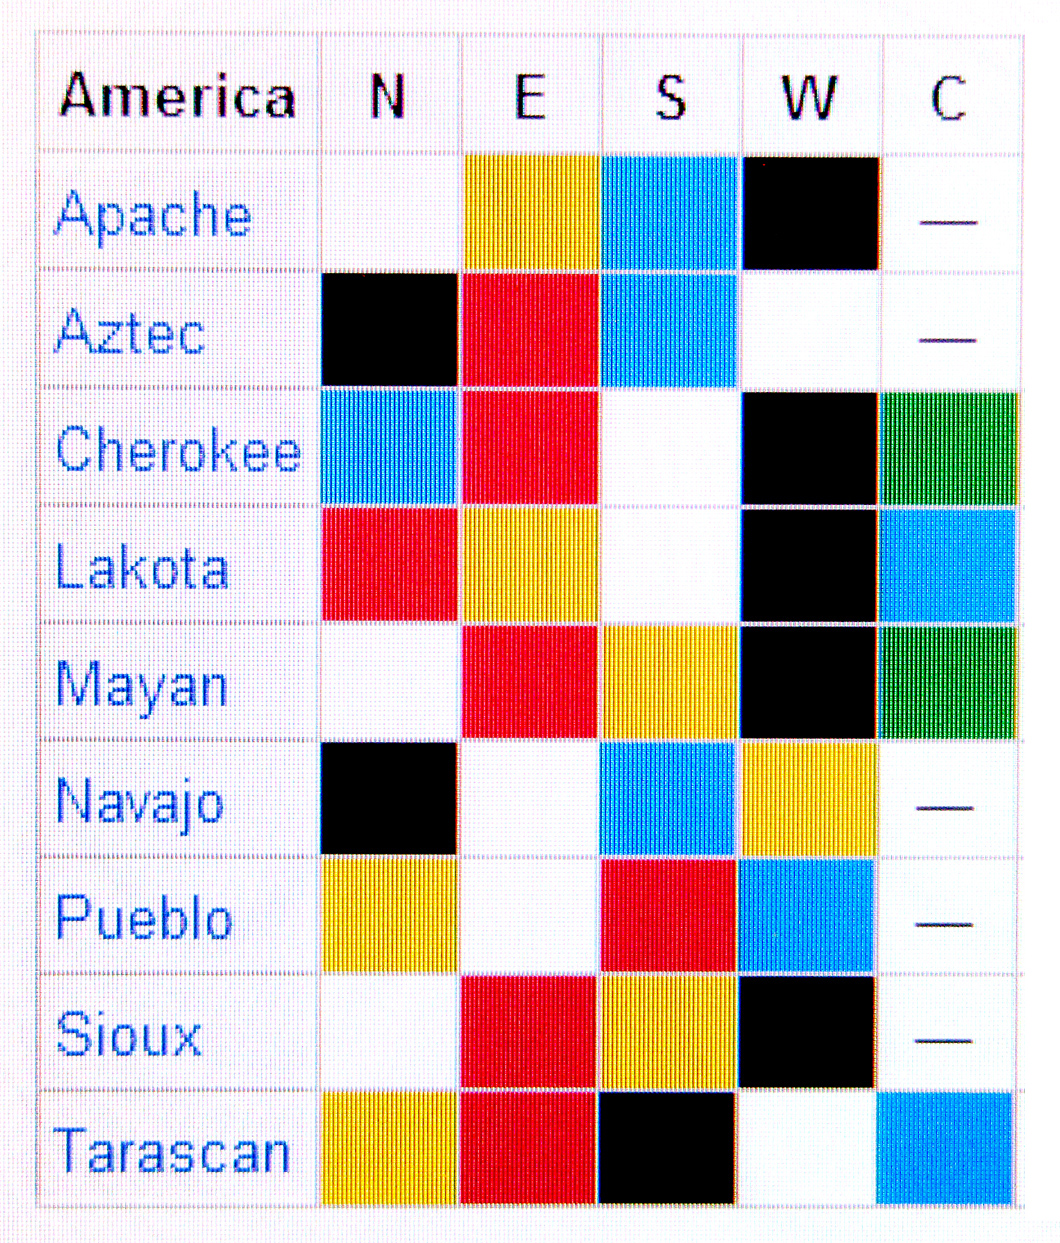 America N E S W C
Apache —
Aztec —
Cherokee
Lakota
Mayan
Navajo —
Pueblo —
Sioux —
Tarascan